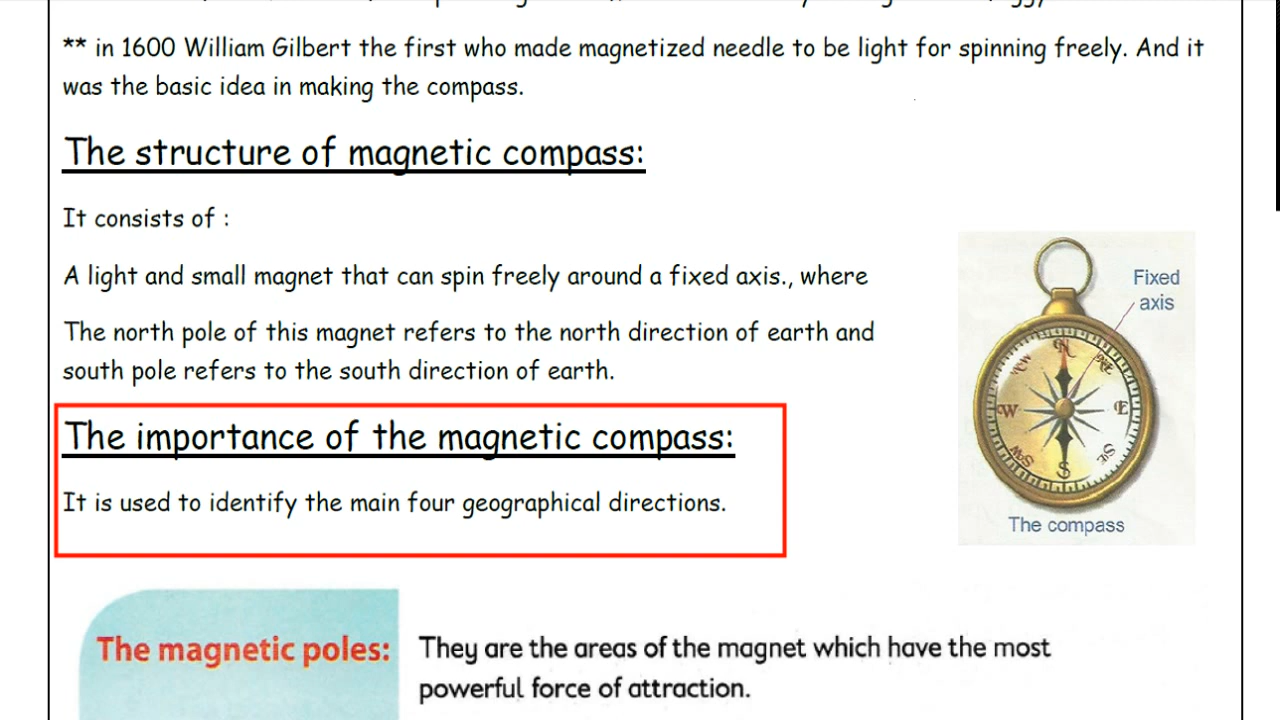 ** in 1600 William Gilbert the first who made magnetized needle to be light for spinning freely. And it
was the basic idea in making the compass.
The structure of magnetic compass:
It consists of :
A light and small magnet that can spin freely around a fixed axis., where
The north pole of this magnet refers to the north direction of earth and
south pole refers to the south direction of earth.
Fixed
axis
N
NE
E
SE
S
SW
W
NW
The compass
The importance of the magnetic compass:
It is used to identify the main four geographical directions.
The magnetic poles:
They are the areas of the magnet which have the most
powerful force of attraction.